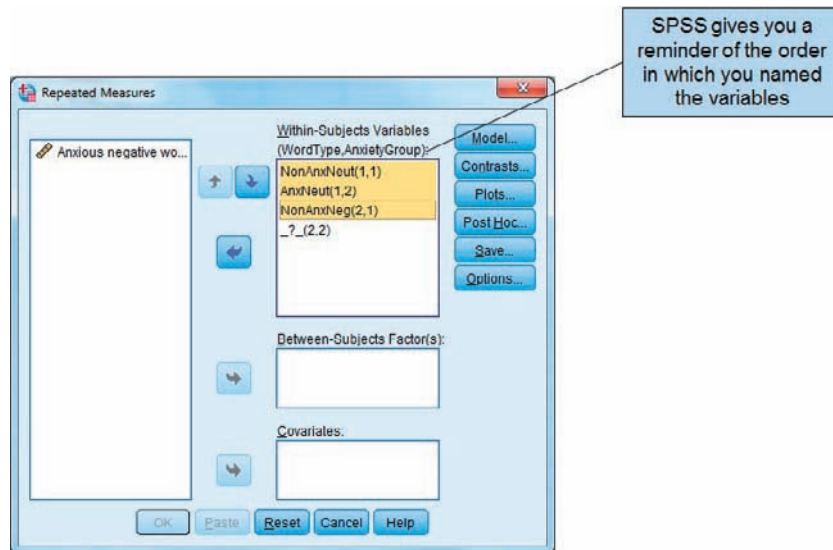 SPSS gives you a
reminder of the order
in which you named
the variables
Repeated Measures
Anxious negative wo...
Within-Subjects Variables
(WordType,AnxietyGroup):
NonAnxNeut(1,1)
AnxNeut(1,2)
NonAnxNeg(2,1)
_?_(2,2)
Model...
Contrasts...
Plots...
Post Hoc...
Save...
Options...
Between-Subjects Factor(s):
Covariates:
OK Paste Reset Cancel Help